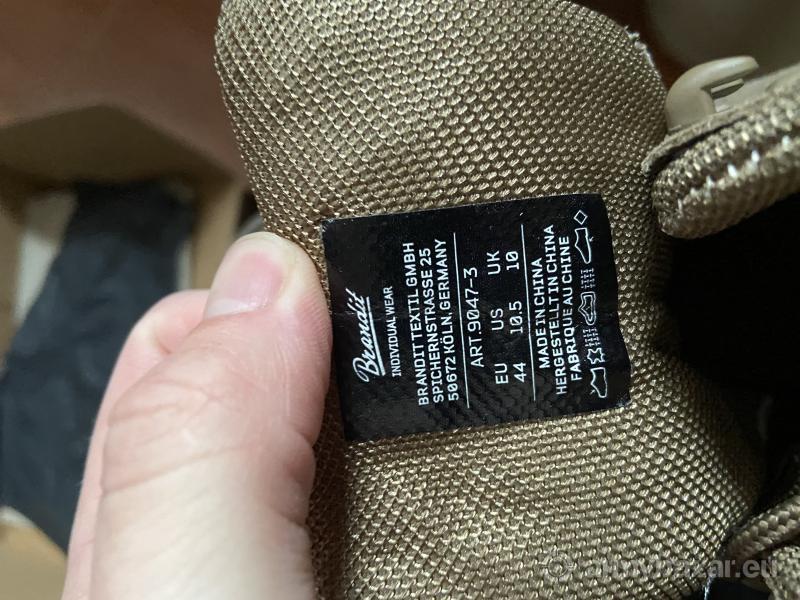 Brandit
INDIVIDUAL WEAR
BRANDIT TEXTIL GMBH
SPICHERNSTRASSE 25
50672 KÖLN, GERMANY
ART.9047-3
EU US UK
44 10.5 10
MADE IN CHINA
HERGESTELLT IN CHINA
FABRIQUE AU CHINE